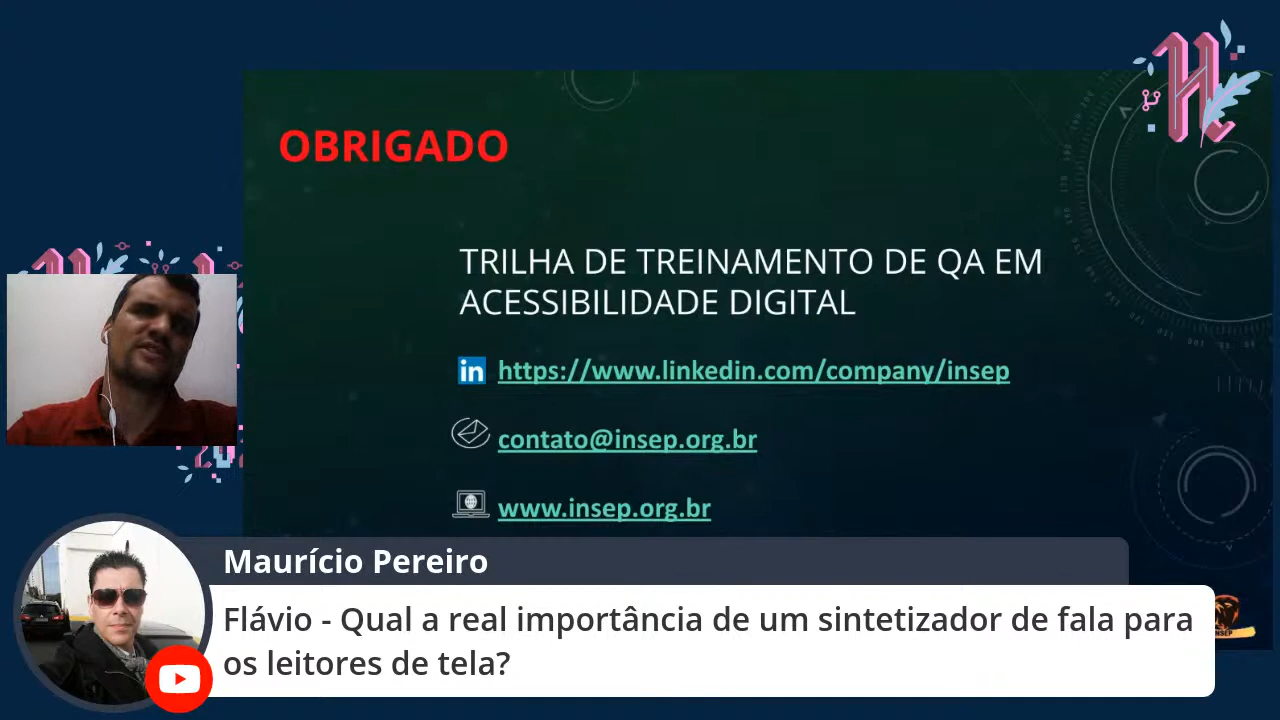 OBRIGADO
TRILHA DE TREINAMENTO DE QA EM
ACESSIBILIDADE DIGITAL
in https://www.linkedin.com/company/insep
contato@insep.org.br
www.insep.org.br
Maurício Pereiro
Flávio - Qual a real importância de um sintetizador de fala para
os leitores de tela?